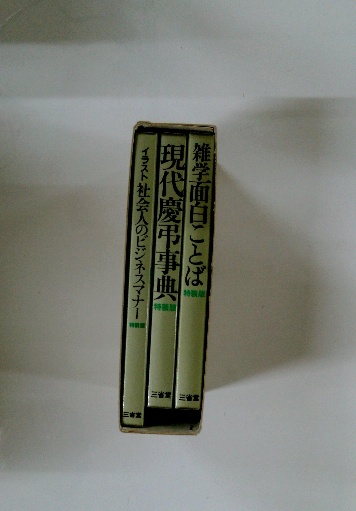 雑学面白ことば
特装版
三省堂
現代慶弔事典
特装版
三省堂
イラスト 社会人のビジネスマナー
特装版
三省堂